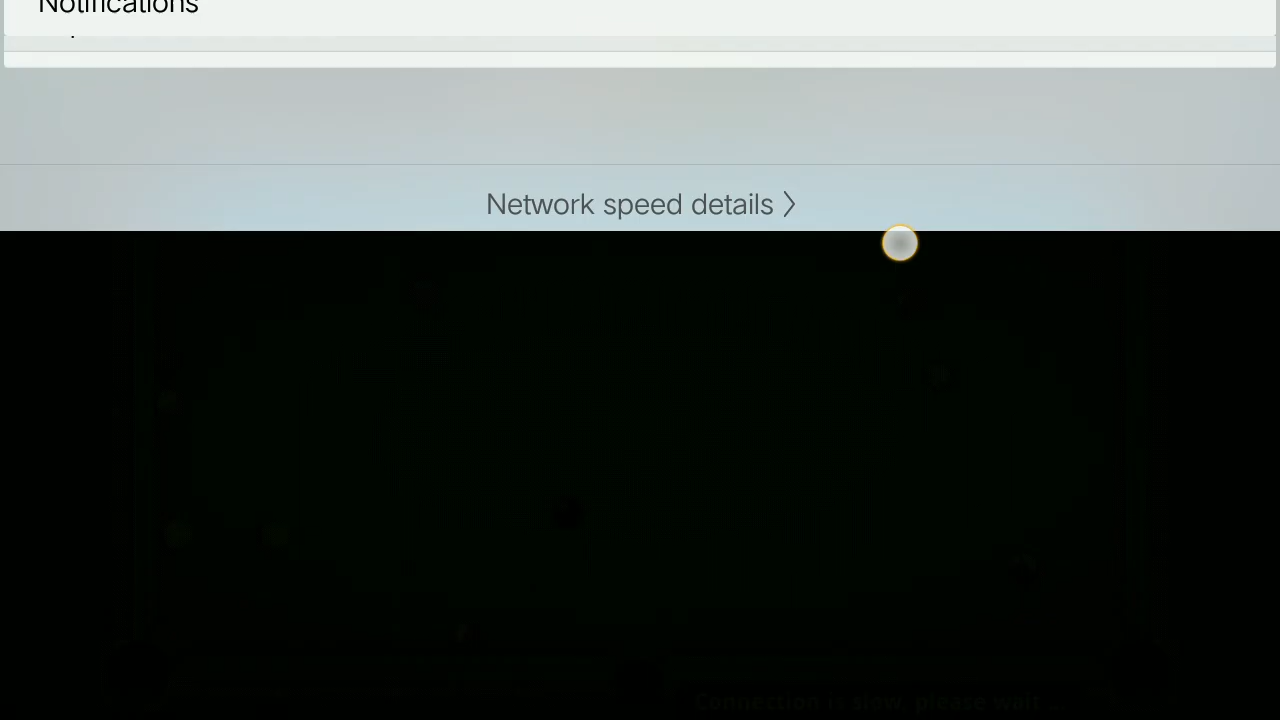 Notifications
Network speed details
Connection is slow, please wait ...